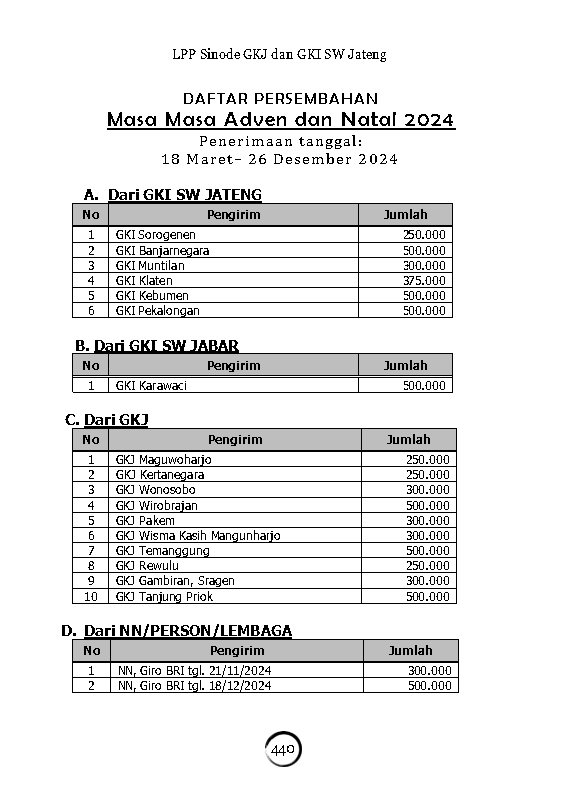 LPP Sinode GKJ dan GKI SW Jateng
DAFTAR PERSEMBAHAN
Masa Masa Adven dan Natal 2024
Penerimaan tanggal:
18 Maret– 26 Desember 2024
A. Dari GKI SW JATENG
No Pengirim Jumlah
1 GKI Sorogenen 250.000
2 GKI Banjarnegara 500.000
3 GKI Muntilan 300.000
4 GKI Klaten 375.000
5 GKI Kebumen 500.000
6 GKI Pekalongan 500.000
B. Dari GKI SW JABAR
No Pengirim Jumlah
1 GKI Karawaci 500.000
C. Dari GKJ
No Pengirim Jumlah
1 GKJ Maguwoharjo 250.000
2 GKJ Kertanegara 250.000
3 GKJ Wonosobo 300.000
4 GKJ Wirobrajan 500.000
5 GKJ Pakem 300.000
6 GKJ Wisma Kasih Mangunharjo 300.000
7 GKJ Temanggung 500.000
8 GKJ Rewulu 250.000
9 GKJ Gambiran, Sragen 300.000
10 GKJ Tanjung Priok 500.000
D. Dari NN/PERSON/LEMBAGA
No Pengirim Jumlah
1 NN, Giro BRI tgl. 21/11/2024 300.000
2 NN, Giro BRI tgl. 18/12/2024 500.000
440